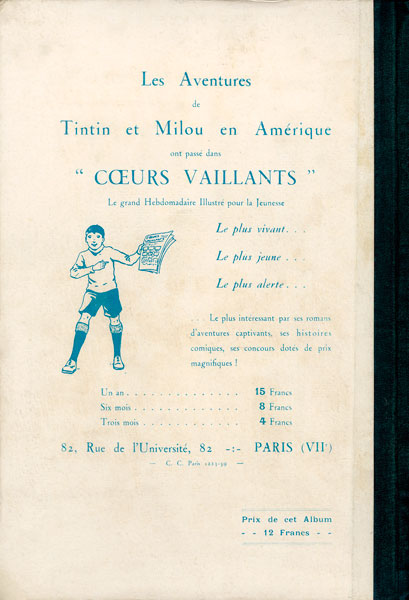 Les Aventures
de
Tintin et Milou en Amérique
ont passé dans
“ CŒURS VAILLANTS ”
Le grand Hebdomadaire Illustré pour la Jeunesse
Le plus vivant. . .
Le plus jeune . . .
Le plus alerte . . .
. . . Le plus intéressant par ses romans
d'aventures captivants, ses histoires
comiques, ses concours dotés de prix
magnifiques !
Un an . . . . . . . . . . . . 15 Francs
Six mois . . . . . . . . . . . 8 Francs
Trois mois . . . . . . . . . . 4 Francs
82, Rue de l'Université, 82 -:- PARIS (VIIe)
— C. C. Paris 1223-59 —
Prix de cet Album
- - 12 Francs - -